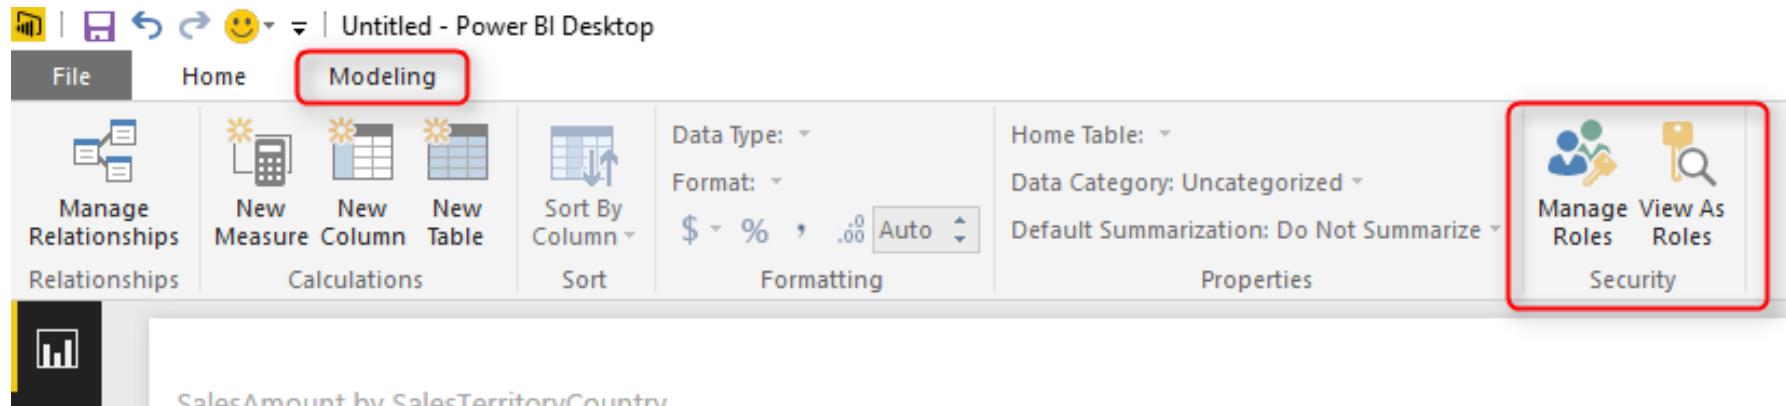 Untitled - Power BI Desktop
File Home Modeling
Manage Relationships
New Measure
New Column
New Table
Sort By Column
Data Type:
Format:
$ % , .00 Auto
Home Table:
Data Category: Uncategorized
Default Summarization: Do Not Summarize
Manage Roles
View As Roles
Relationships Calculations Sort Formatting Properties Security
SalesAmount by SalesTerritoryCountry